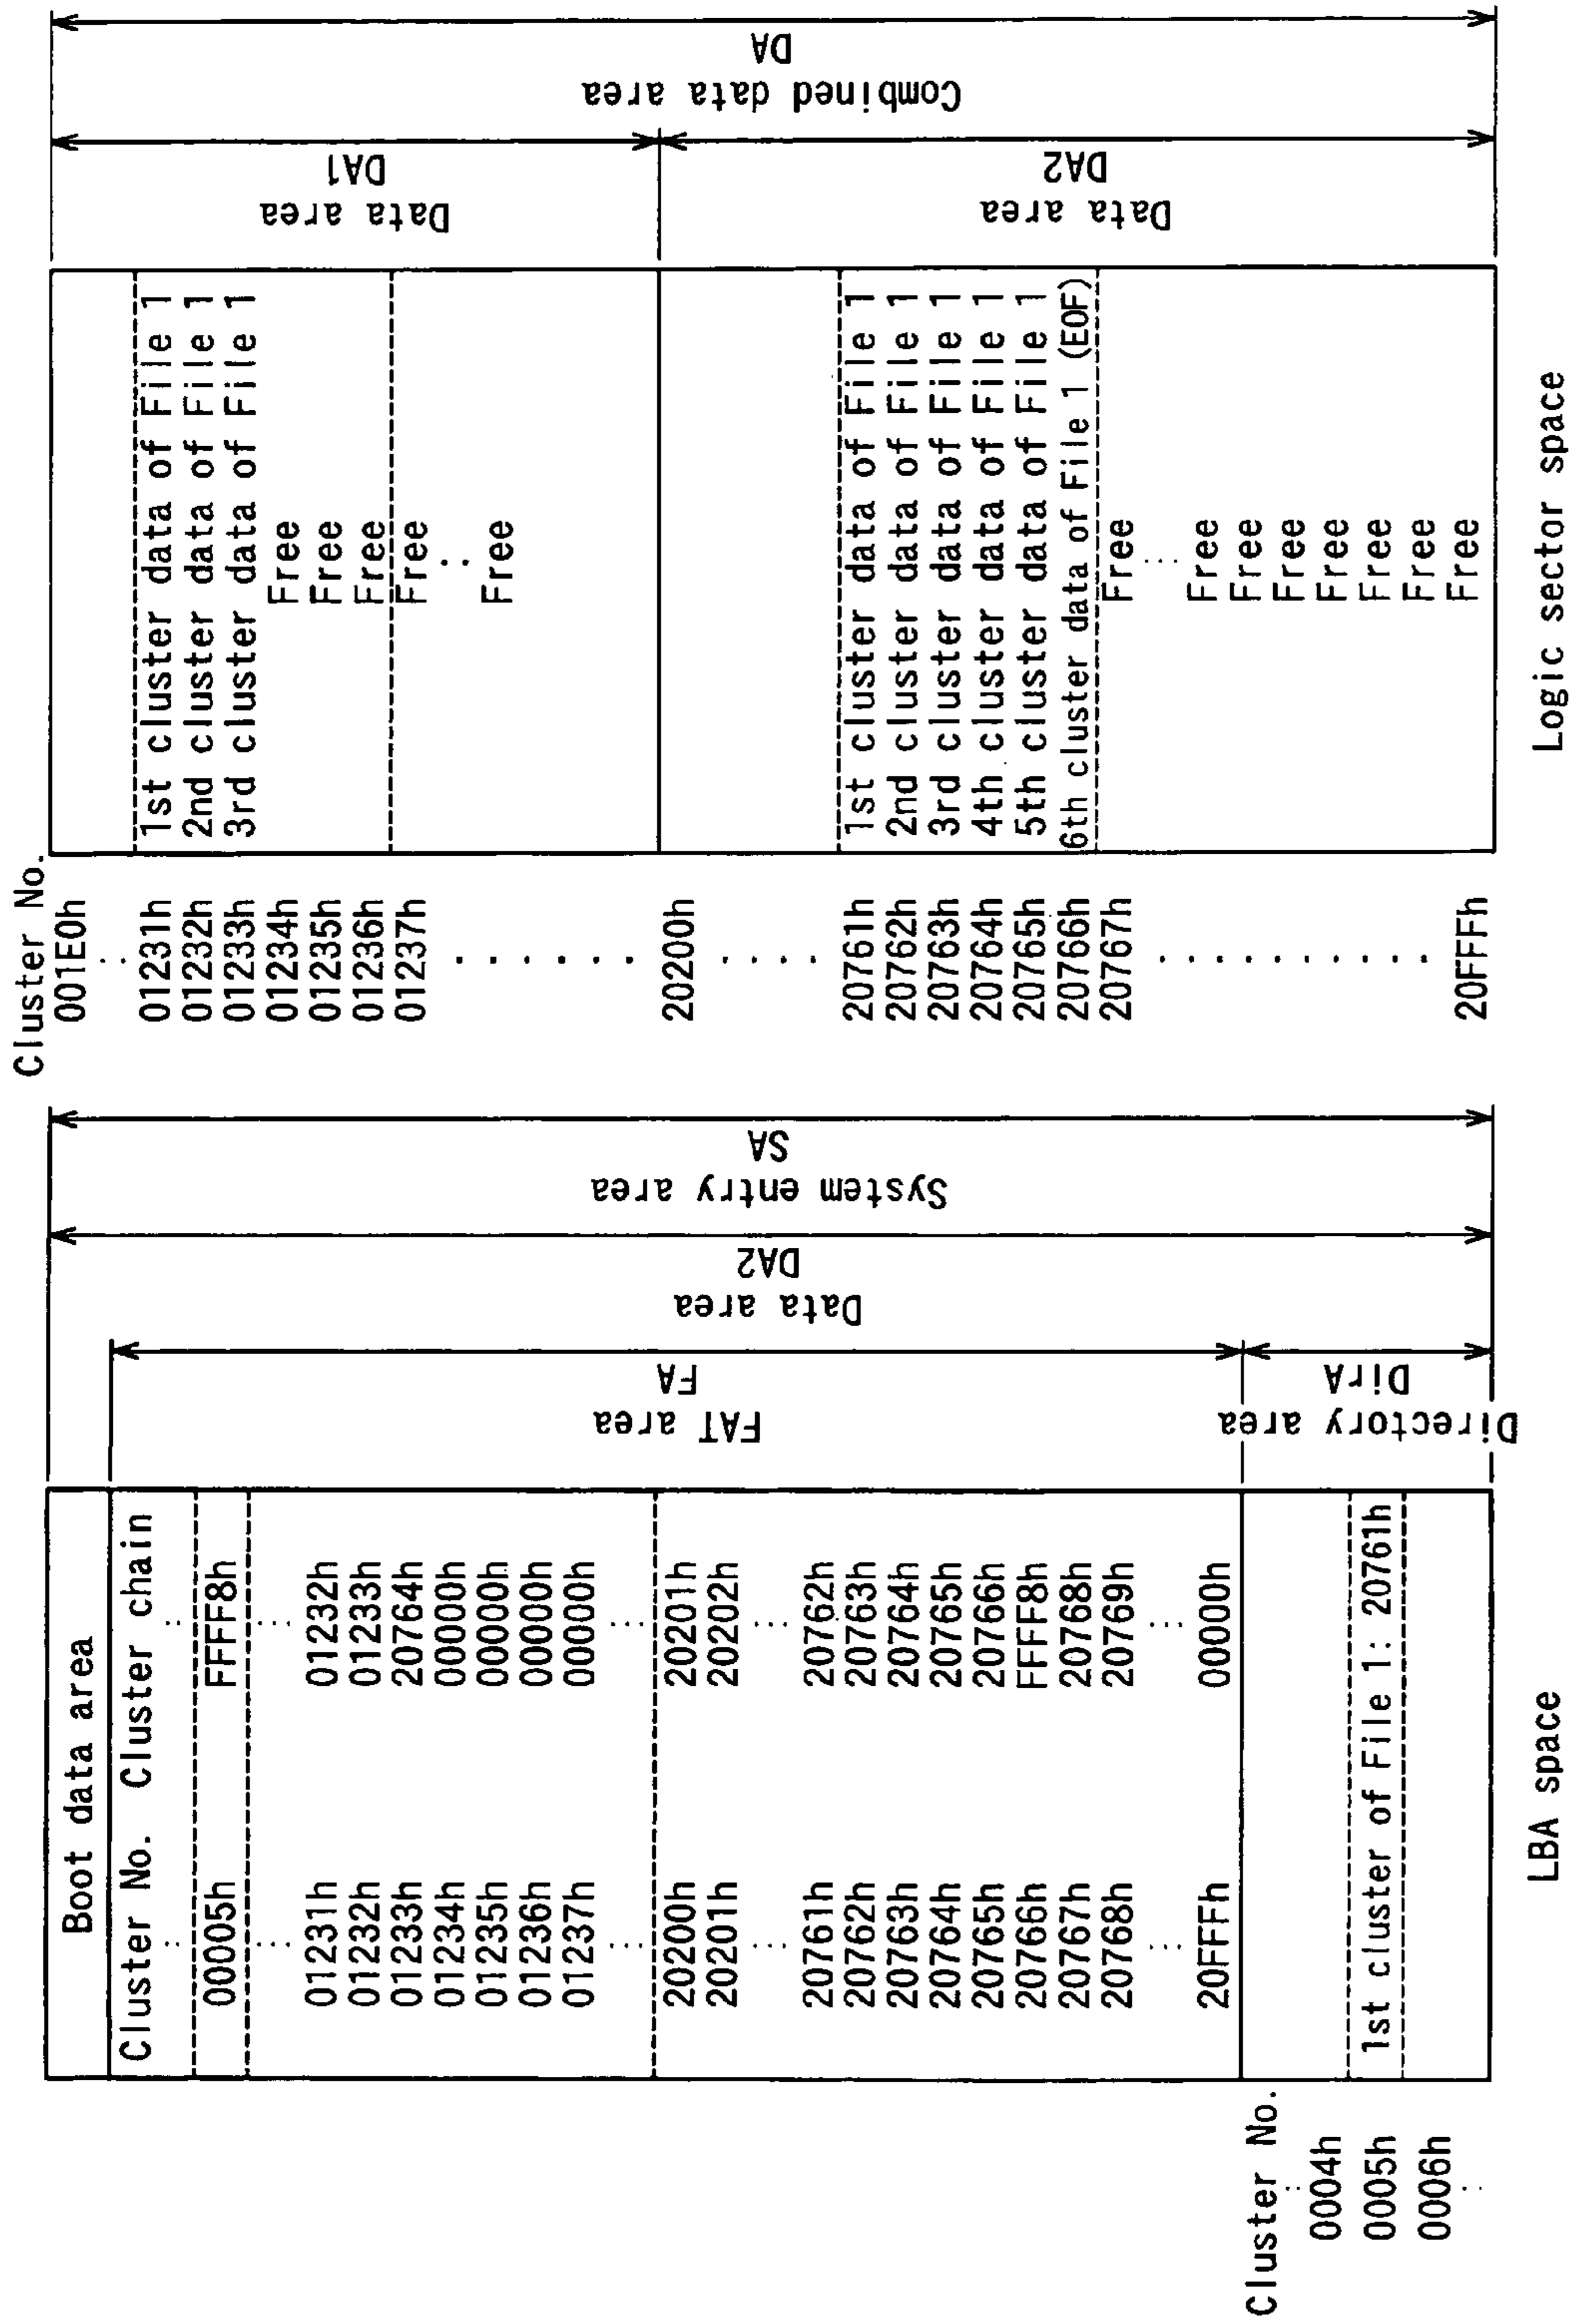 Boot data area
Cluster No. Cluster chain
.. ..
00005h FFFF8h
... ...
01231h 01232h
01232h 01233h
01233h 20764h
01234h 00000h
01235h 00000h
01236h 00000h
01237h 00000h
... ...
20200h 20201h
20201h 20202h
... ...
20761h 20762h
20762h 20763h
20763h 20764h
20764h 20765h
20765h 20766h
20766h FFFF8h
20767h 20768h
20768h 20769h
... ...
20FFFh 00000h
Cluster No.
..
0004h
0005h 1st cluster of File 1: 20761h
0006h
..
FAT area
FA
Directory area
DirA
Data area
DA2
System entry area
SA
LBA space
Cluster No.
001E0h
..
01231h 1st cluster data of File 1
01232h 2nd cluster data of File 1
01233h 3rd cluster data of File 1
01234h Free
01235h Free
01236h Free
01237h Free
..
Free
20200h
....
20761h 1st cluster data of File 1
20762h 2nd cluster data of File 1
20763h 3rd cluster data of File 1
20764h 4th cluster data of File 1
20765h 5th cluster data of File 1
20766h 6th cluster data of File 1 (EOF)
20767h Free
...
Free
Free
Free
Free
Free
Free
20FFFh Free
Data area
DA1
Data area
DA2
Combined data area
DA
Logic sector space